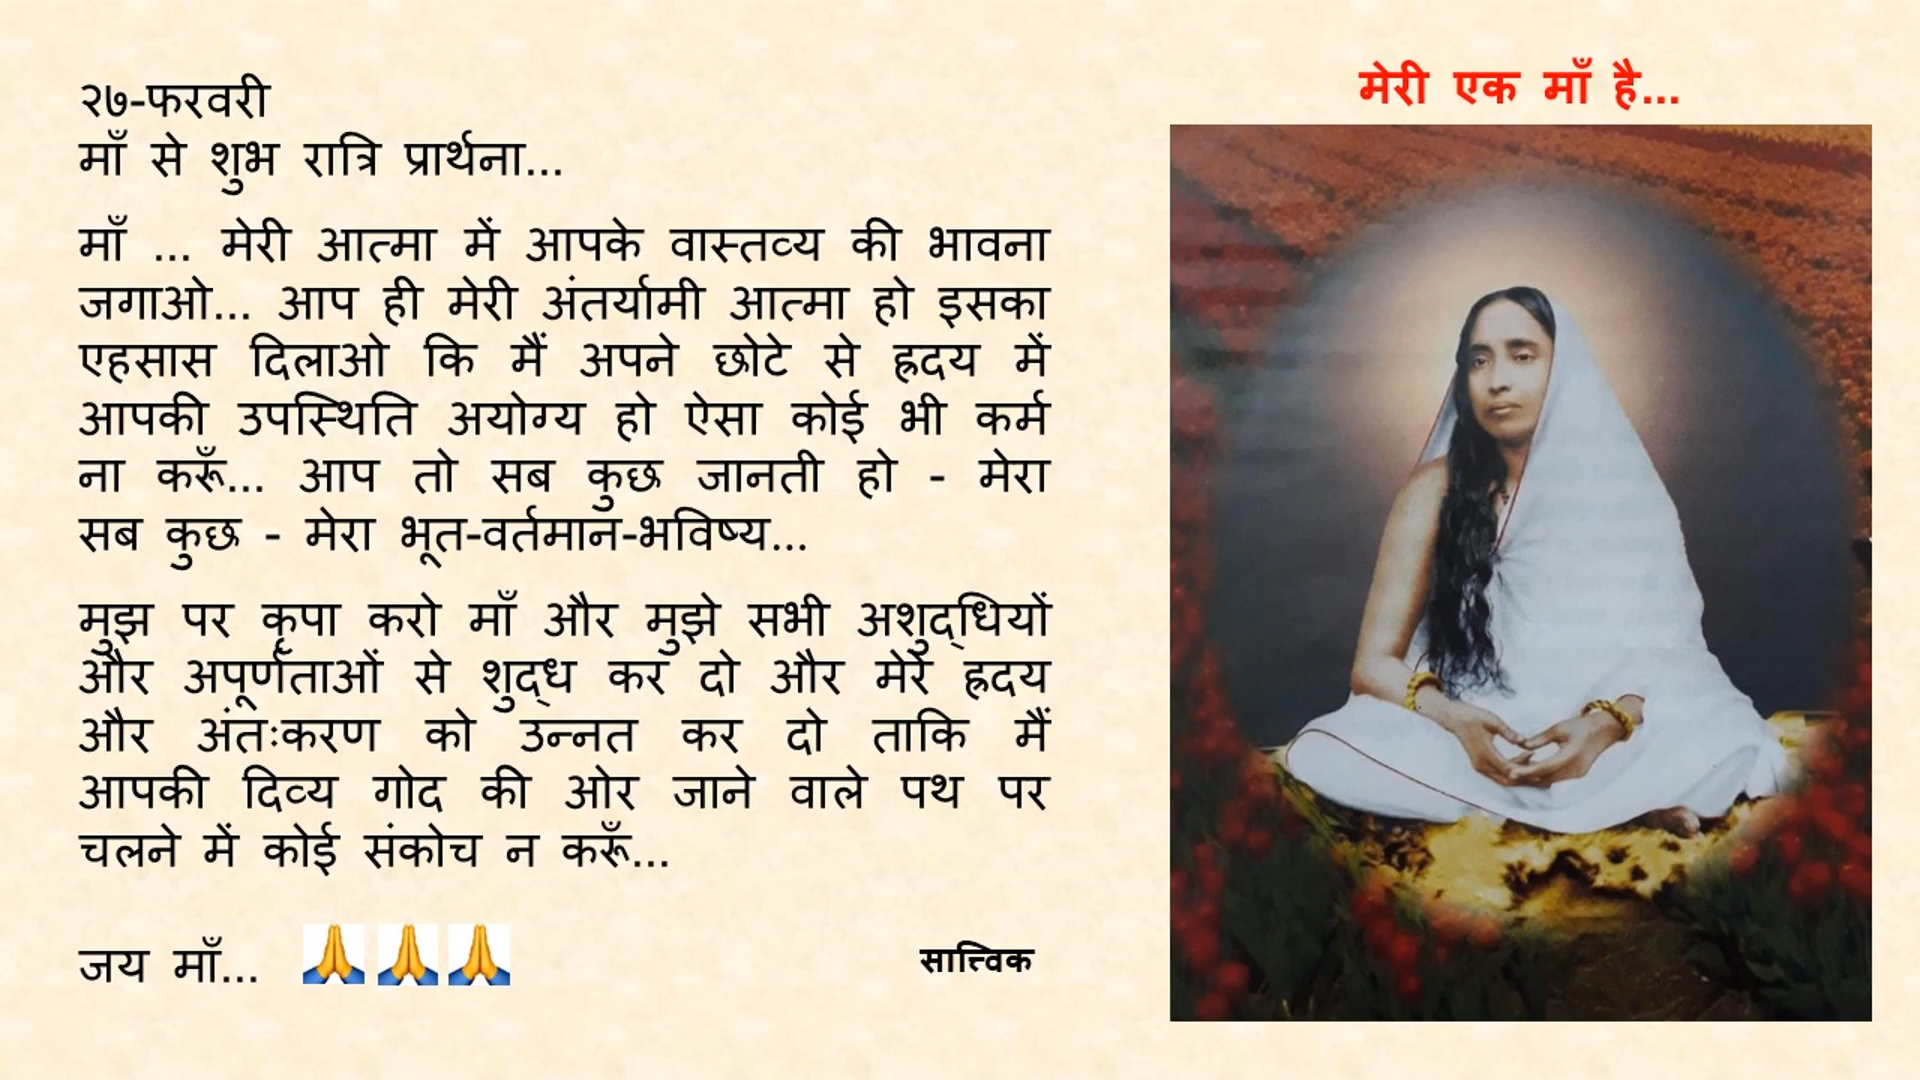 २७-फरवरी
माँ से शुभ रात्रि प्रार्थना...
माँ ... मेरी आत्मा में आपके वास्तव्य की भावना
जगाओ... आप ही मेरी अंतर्यामी आत्मा हो इसका
एहसास दिलाओ कि मैं अपने छोटे से ह्रदय में
आपकी उपस्थिति अयोग्य हो ऐसा कोई भी कर्म
ना करूँ... आप तो सब कुछ जानती हो - मेरा
सब कुछ - मेरा भूत-वर्तमान-भविष्य...
मुझ पर कृपा करो माँ और मुझे सभी अशुद्धियों
और अपूर्णताओं से शुद्ध कर दो और मेरे ह्रदय
और अंतःकरण को उन्नत कर दो ताकि मैं
आपकी दिव्य गोद की ओर जाने वाले पथ पर
चलने में कोई संकोच न करूँ...
जय माँ... 🙏🙏🙏
सात्त्विक
मेरी एक माँ है...